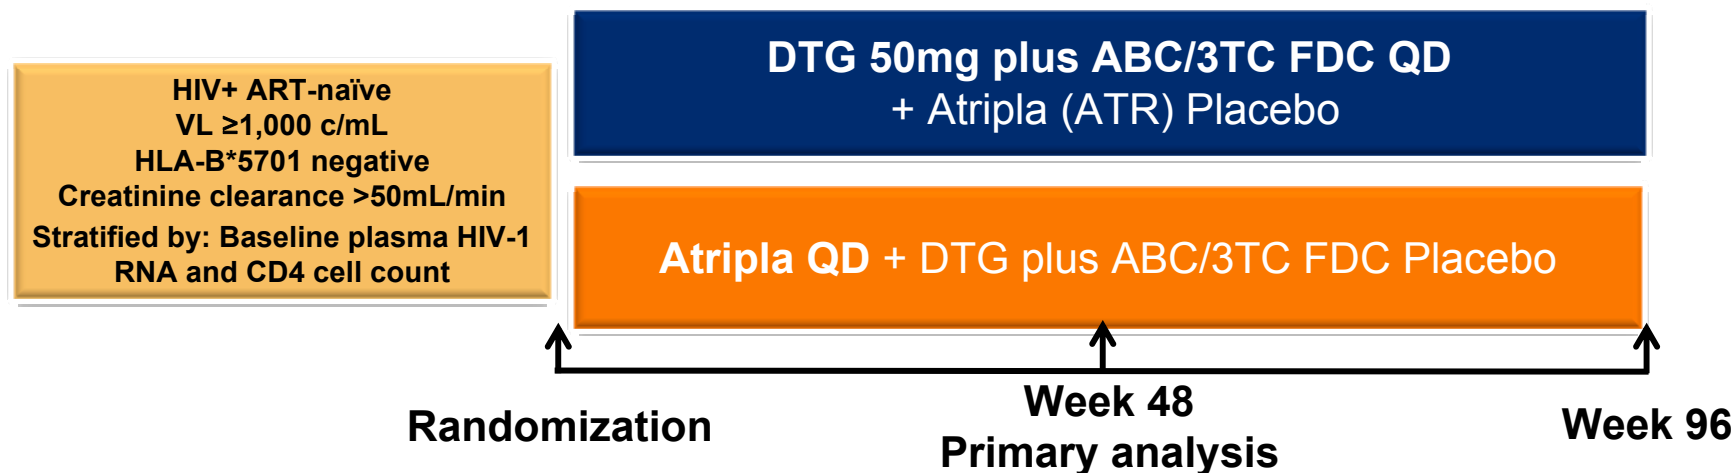 HIV+ ART-naïve
VL ≥1,000 c/mL
HLA-B*5701 negative
Creatinine clearance >50mL/min
Stratified by: Baseline plasma HIV-1
RNA and CD4 cell count
DTG 50mg plus ABC/3TC FDC QD
+ Atripla (ATR) Placebo
Atripla QD + DTG plus ABC/3TC FDC Placebo
Randomization
Week 48
Primary analysis
Week 96